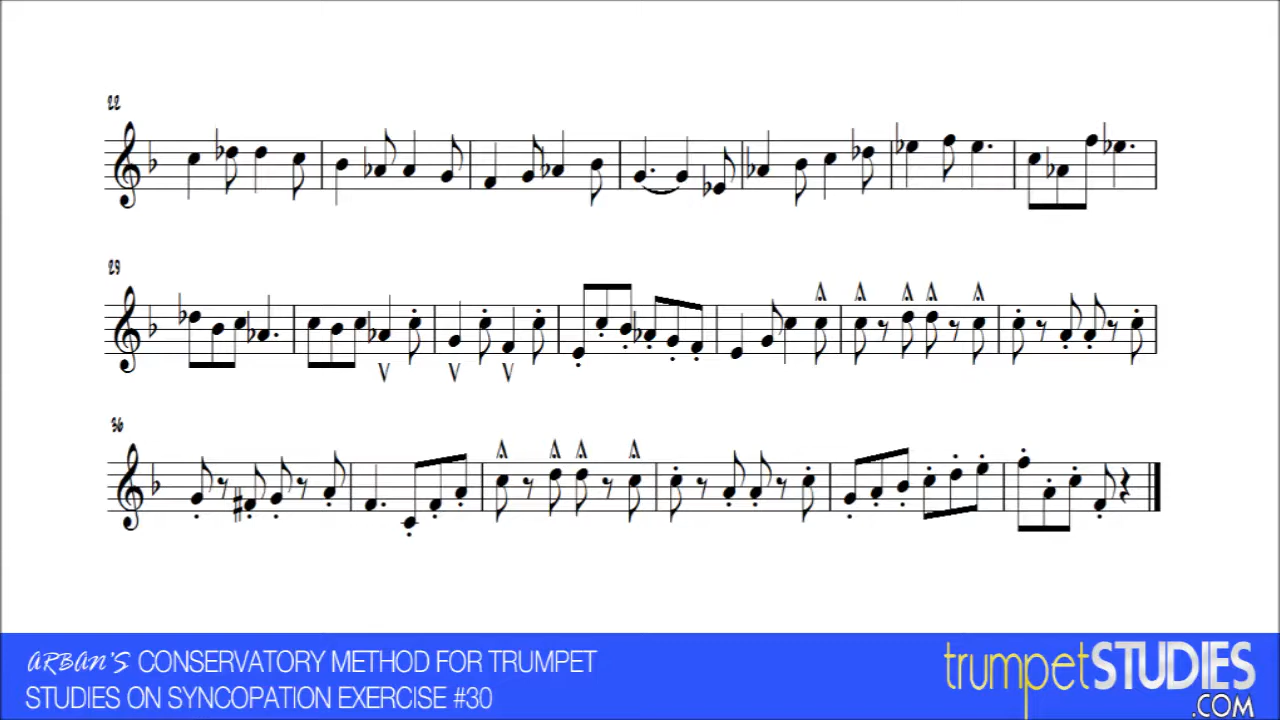 22
29
36
ARBAN'S CONSERVATORY METHOD FOR TRUMPET
STUDIES ON SYNCOPATION EXERCISE #30
trumpetSTUDIES
.COM